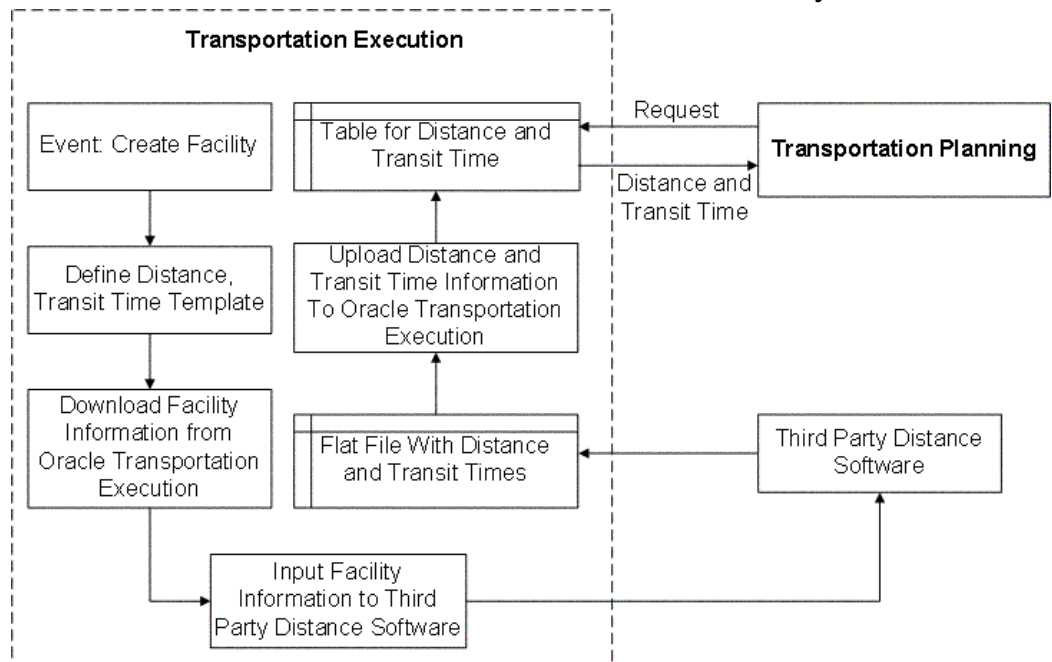 Transportation Execution
Event: Create Facility
Define Distance,
Transit Time Template
Download Facility
Information from
Oracle Transportation
Execution
Input Facility
Information to Third
Party Distance Software
Table for Distance and
Transit Time
Upload Distance and
Transit Time Information
To Oracle Transportation
Execution
Flat File With Distance
and Transit Times
Request
Distance and
Transit Time
Transportation Planning
Third Party Distance
Software